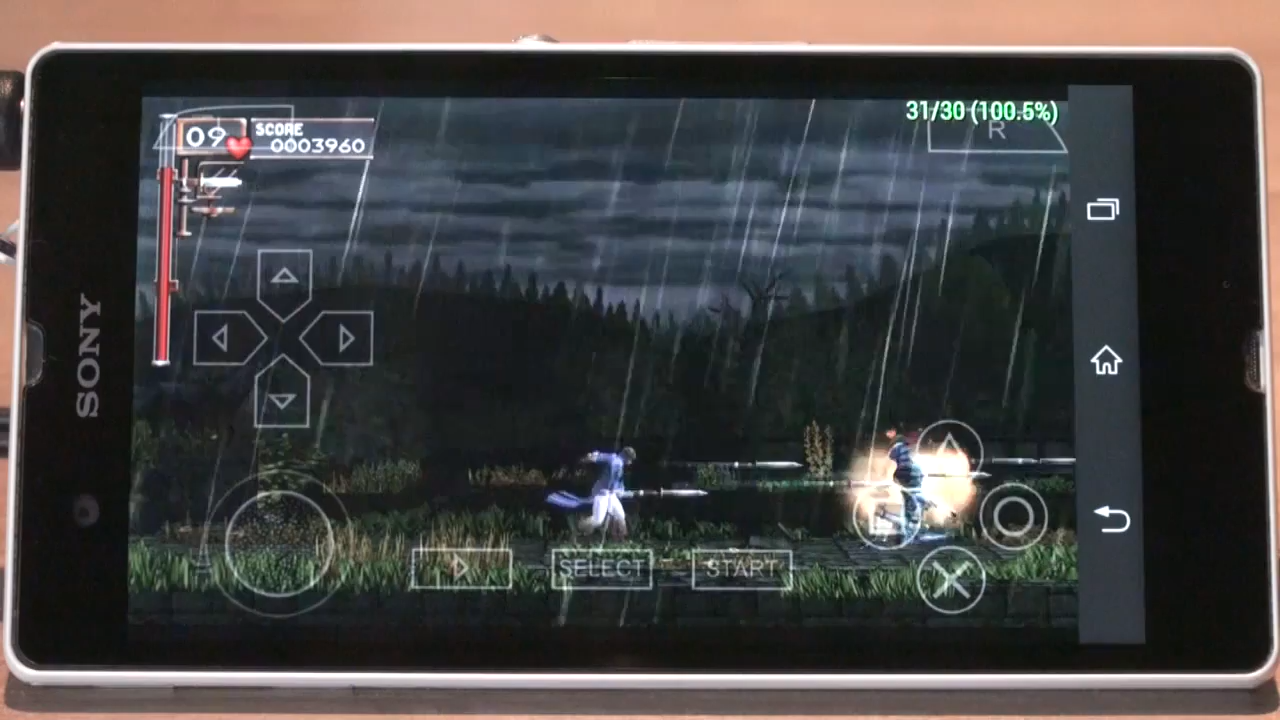 SONY
31/30 (100.5%)
R
09
SCORE
0003960
SELECT
START